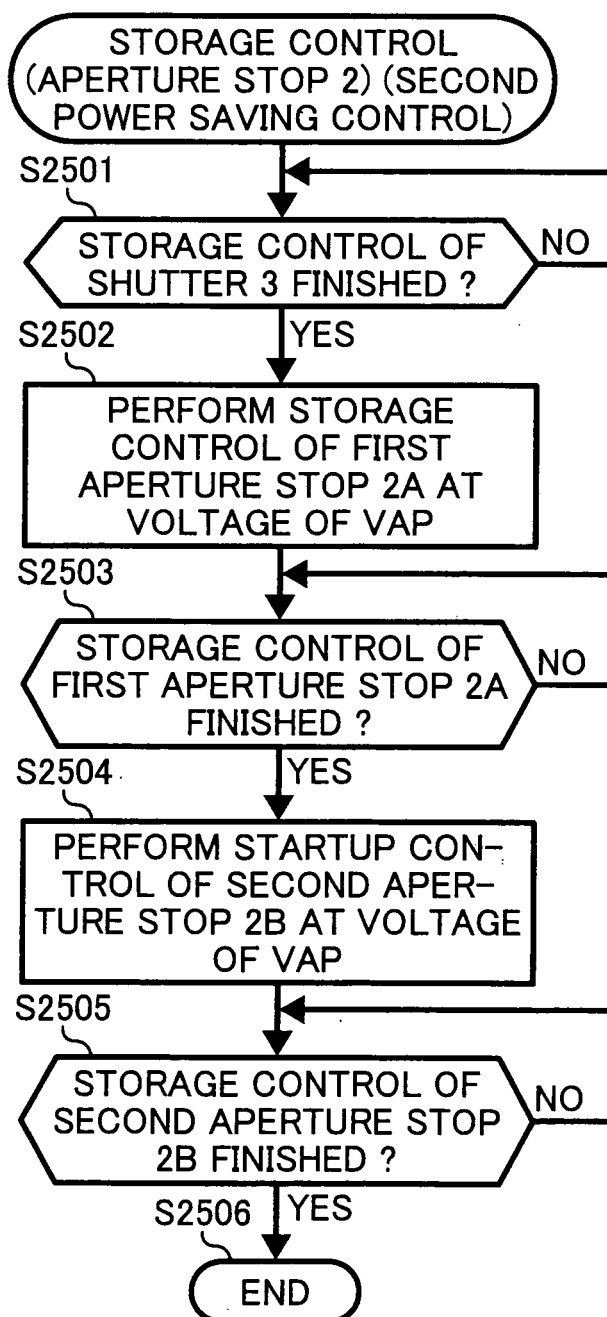 STORAGE CONTROL
(APERTURE STOP 2) (SECOND
POWER SAVING CONTROL)
S2501
STORAGE CONTROL OF
SHUTTER 3 FINISHED ?
NO
YES
S2502
PERFORM STORAGE
CONTROL OF FIRST
APERTURE STOP 2A AT
VOLTAGE OF VAP
S2503
STORAGE CONTROL OF
FIRST APERTURE STOP 2A
FINISHED ?
NO
YES
S2504
PERFORM STARTUP CON-
TROL OF SECOND APER-
TURE STOP 2B AT VOLTAGE
OF VAP
S2505
STORAGE CONTROL OF
SECOND APERTURE STOP
2B FINISHED ?
NO
YES
S2506
END